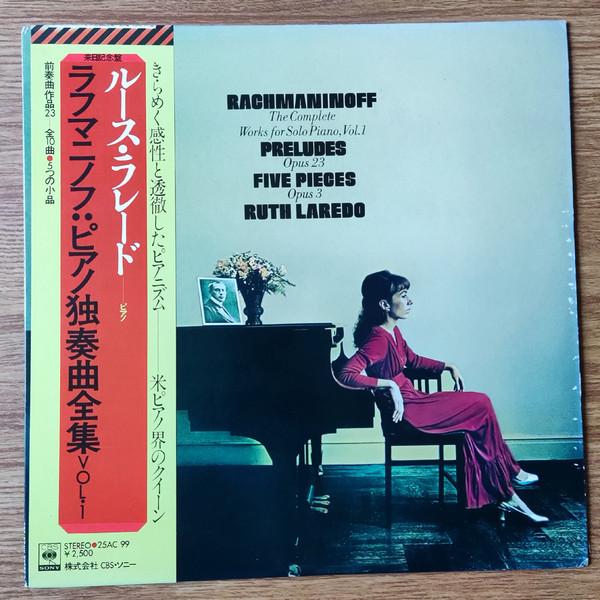 来日記念盤
ルース・ラレード──ピアノ
ラフマニノフ:ピアノ独奏曲全集VOL.1
きらめく感性と透徹したピアニズム──米ピアノ界のクイーン
前奏曲作品23──全10曲●5つの小品
CBS
SONY
STEREO●25AC 99
¥2,500
株式会社 CBS・ソニー
RACHMANINOFF
The Complete
Works for Solo Piano, Vol.1
PRELUDES
Opus 23
FIVE PIECES
Opus 3
RUTH LAREDO